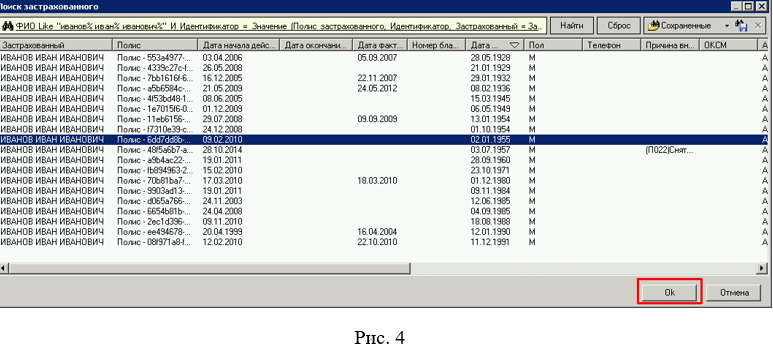 Поиск застрахованного
ФИО Like "иванов% иван% иванович%" И Идентификатор = Значение (Полис застрахованного, Идентификатор, Застрахованный = За... Найти Сброс Сохраненные
Застрахованный Полис Дата начала дейс... Дата окончани... Дата факт... Номер бла... Дата ... Пол Телефон Причина вн... ОКСМ А
ИВАНОВ ИВАН ИВАНОВИЧ Полис - 553a4977-... 03.04.2006 05.09.2007 28.05.1928 М А
ИВАНОВ ИВАН ИВАНОВИЧ Полис - 4339c27c-f... 26.05.2008 21.01.1929 М А
ИВАНОВ ИВАН ИВАНОВИЧ Полис - 7bb1616f-6... 16.12.2005 22.11.2007 29.01.1932 М А
ИВАНОВ ИВАН ИВАНОВИЧ Полис - a5b6584c-... 21.05.2009 24.05.2012 08.02.1936 М А
ИВАНОВ ИВАН ИВАНОВИЧ Полис - 4f53bd48-1... 08.06.2005 15.03.1945 М А
ИВАНОВ ИВАН ИВАНОВИЧ Полис - 1e7015f6-0... 01.12.2009 06.05.1949 М А
ИВАНОВ ИВАН ИВАНОВИЧ Полис - 11eb6156-... 29.07.2008 09.09.2009 13.01.1954 М А
ИВАНОВ ИВАН ИВАНОВИЧ Полис - f7310e39-c... 24.12.2008 01.10.1954 М А
ИВАНОВ ИВАН ИВАНОВИЧ Полис - 6dd7dd8b-... 09.02.2010 02.01.1955 М А
ИВАНОВ ИВАН ИВАНОВИЧ Полис - 48f5a6b7-a... 28.10.2014 03.07.1957 М (П022)Снят... А
ИВАНОВ ИВАН ИВАНОВИЧ Полис - a9b4ac22-... 19.01.2011 28.09.1960 М А
ИВАНОВ ИВАН ИВАНОВИЧ Полис - fb894963-2... 15.02.2010 23.10.1971 М А
ИВАНОВ ИВАН ИВАНОВИЧ Полис - 70b81ba7-... 17.03.2010 18.03.2010 01.12.1980 М А
ИВАНОВ ИВАН ИВАНОВИЧ Полис - 9903ad13-... 19.01.2011 09.11.1984 М А
ИВАНОВ ИВАН ИВАНОВИЧ Полис - d065a766-... 24.11.2003 12.06.1985 М А
ИВАНОВ ИВАН ИВАНОВИЧ Полис - 6654b81b-... 24.04.2008 04.09.1985 М А
ИВАНОВ ИВАН ИВАНОВИЧ Полис - 2ec1d396-... 09.11.2010 18.08.1988 М А
ИВАНОВ ИВАН ИВАНОВИЧ Полис - ee494678-... 20.04.1999 16.04.2004 12.01.1990 М А
ИВАНОВ ИВАН ИВАНОВИЧ Полис - 08f971a8-f... 12.02.2010 22.10.2010 11.12.1991 М А
Ok Отмена
Рис. 4